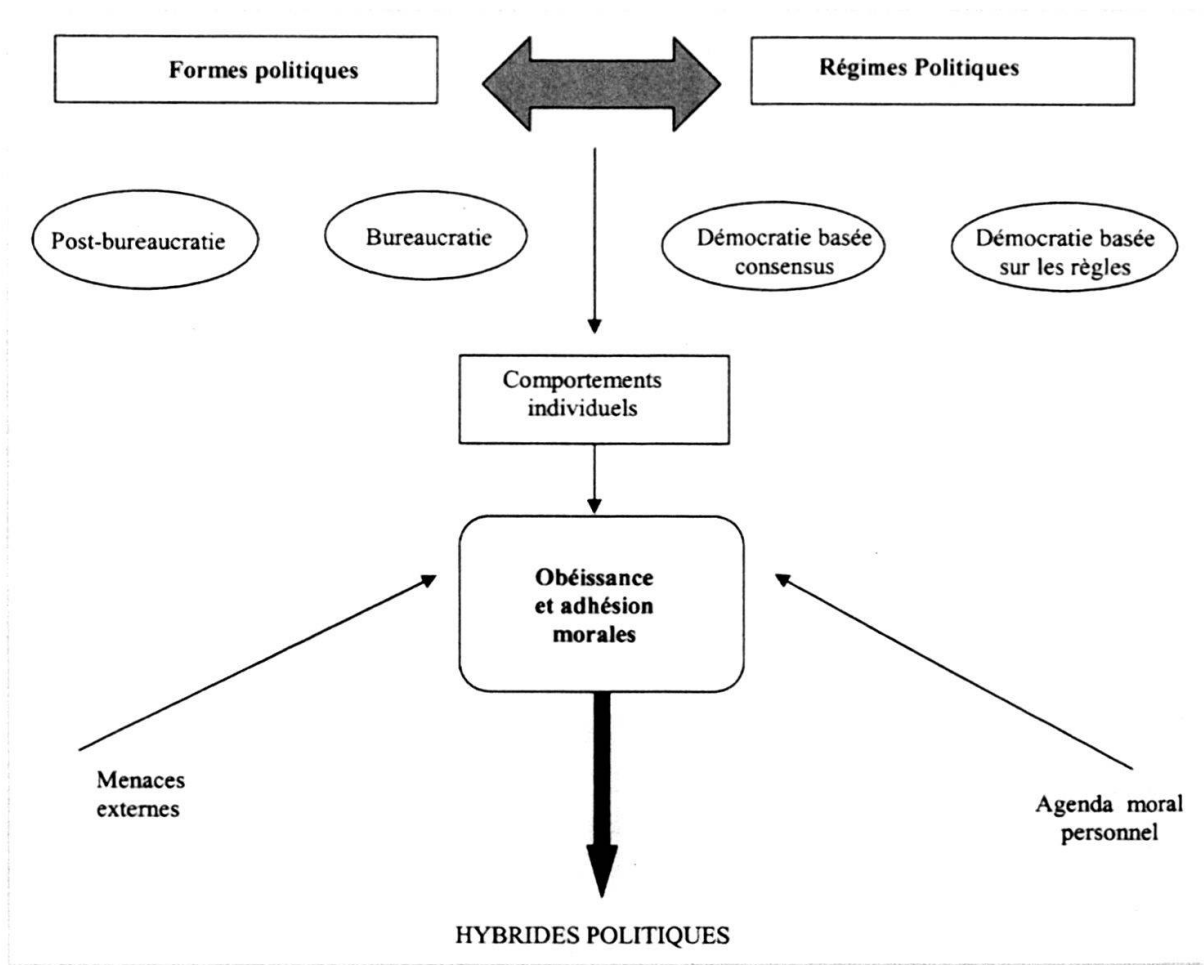 Formes politiques
Régimes Politiques
Post-bureaucratie
Bureaucratie
Démocratie basée
consensus
Démocratie basée
sur les règles
Comportements
individuels
Obéissance
et adhésion
morales
Menaces
externes
Agenda moral
personnel
HYBRIDES POLITIQUES